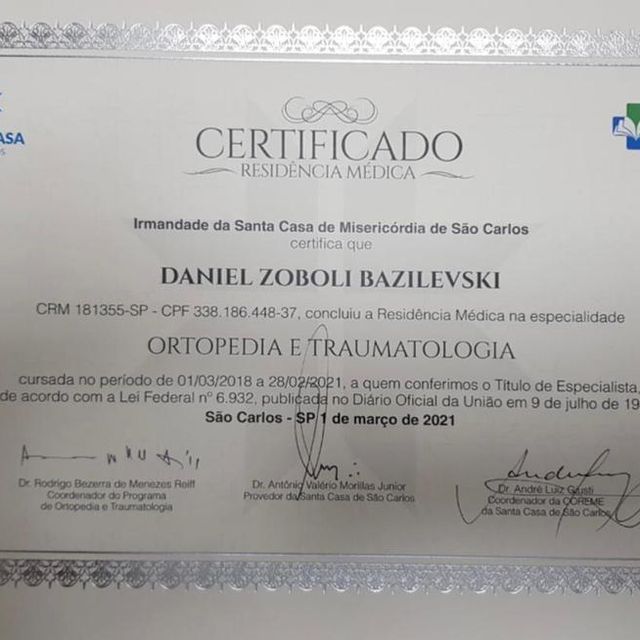 ASA
CERTIFICADO
RESIDÊNCIA MÉDICA
Irmandade da Santa Casa de Misericórdia de São Carlos
certifica que
DANIEL ZOBOLI BAZILEVSKI
CRM 181355-SP - CPF 338.186.448-37, concluiu a Residência Médica na especialidade
ORTOPEDIA E TRAUMATOLOGIA
cursada no período de 01/03/2018 a 28/02/2021, a quem conferimos o Título de Especialista,
de acordo com a Lei Federal nº 6.932, publicada no Diário Oficial da União em 9 de julho de 19
São Carlos - SP 1 de março de 2021
Dr. Rodrigo Bezerra de Menezes Reiff
Coordenador do Programa
de Ortopedia e Traumatologia
Dr. Antônio Valério Morillas Junior
Provedor da Santa Casa de São Carlos
Dr. André Luiz Giusti
Coordenador da COREME
da Santa Casa de São Carlos